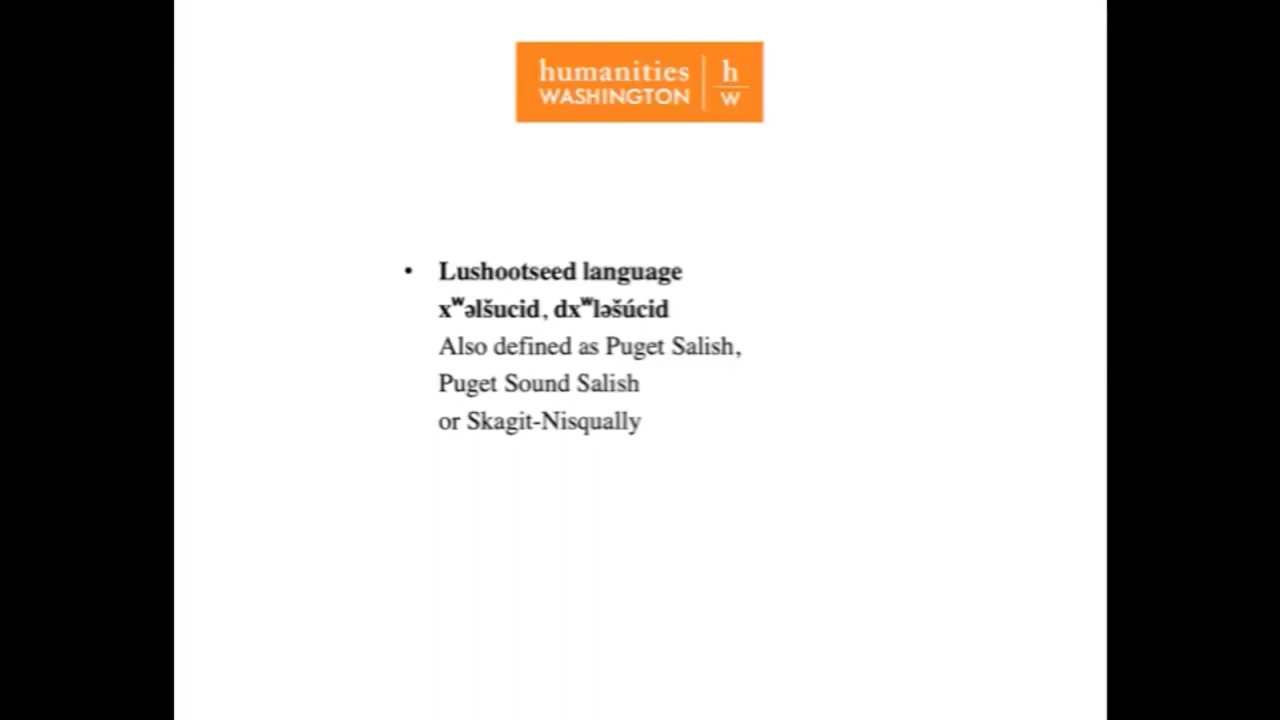 humanities
WASHINGTON
h
w
• Lushootseed language
xʷəlšucid, dxʷləšúcid
Also defined as Puget Salish,
Puget Sound Salish
or Skagit-Nisqually